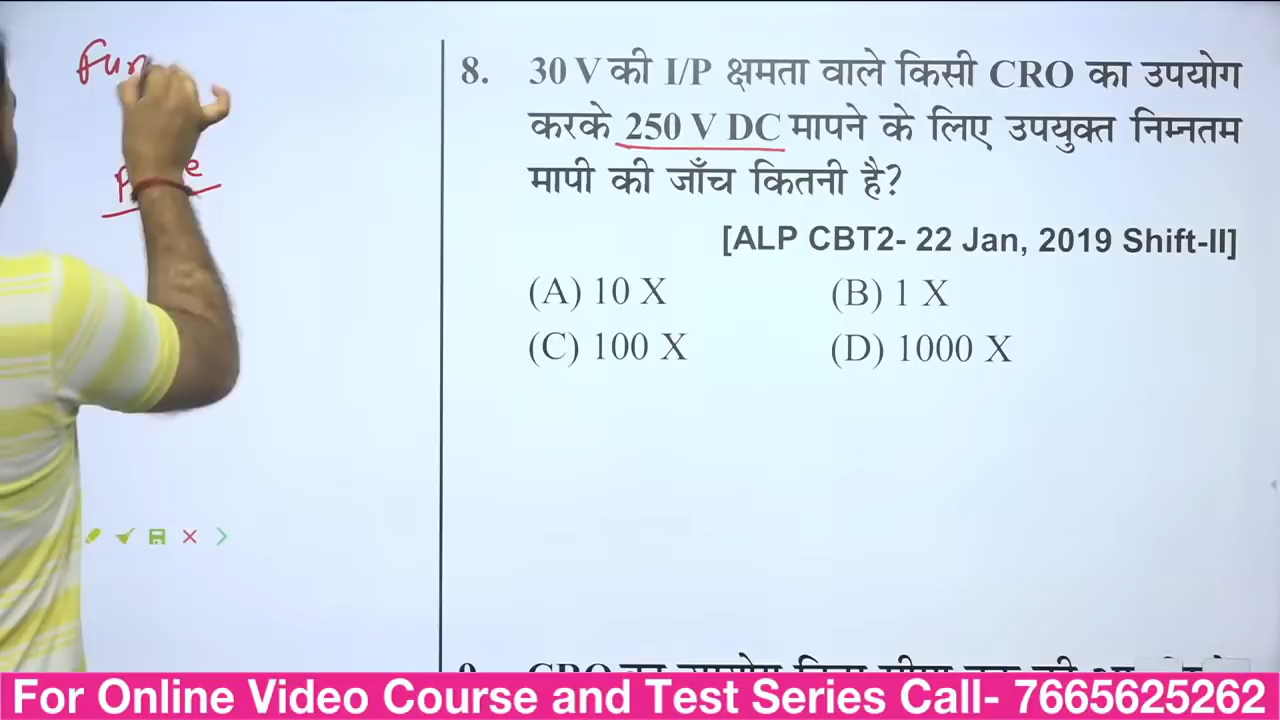 Fun
8. 30 V की I/P क्षमता वाले किसी CRO का उपयोग
करके 250 V DC मापने के लिए उपयुक्त निम्नतम
मापी की जाँच कितनी है?
[ALP CBT2- 22 Jan, 2019 Shift-II]
(A) 10 X (B) 1 X
(C) 100 X (D) 1000 X
For Online Video Course and Test Series Call- 7665625262